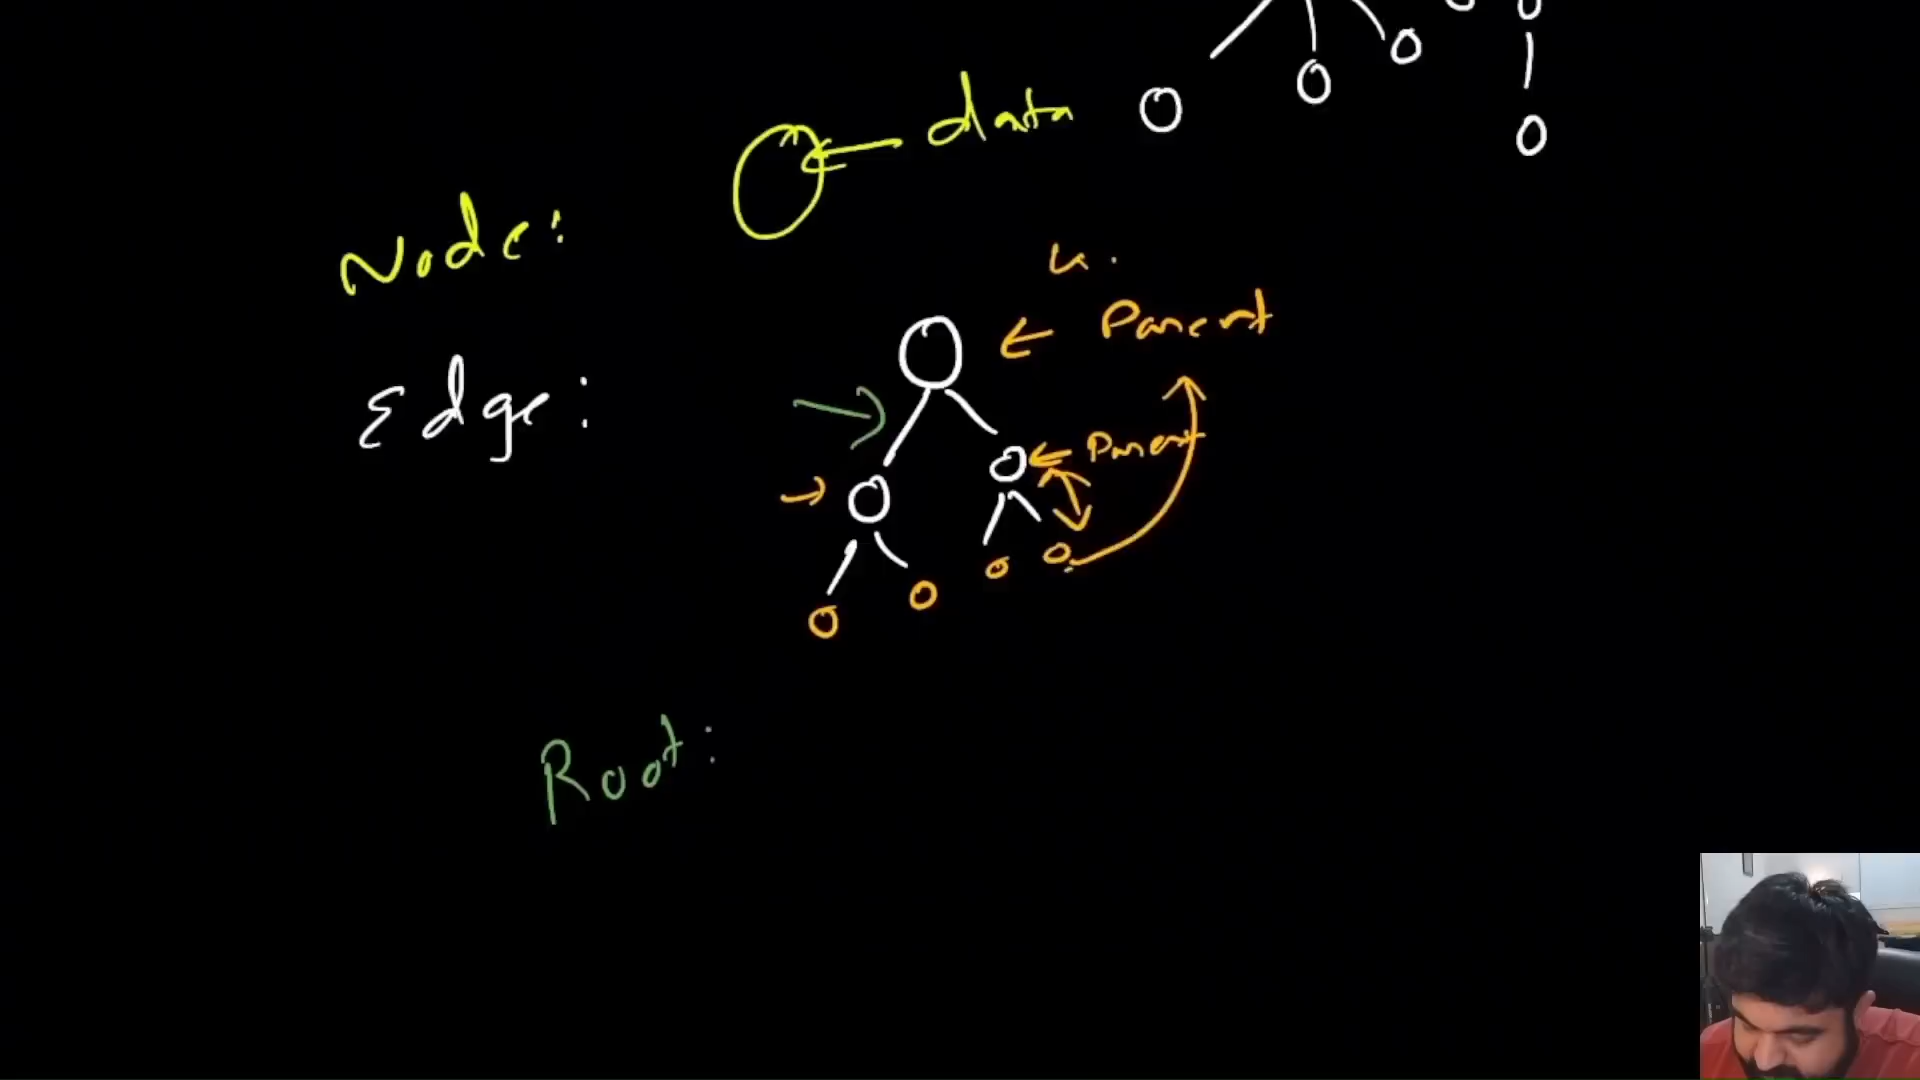 data
Node:
Parent
Edge:
Parent
Root: